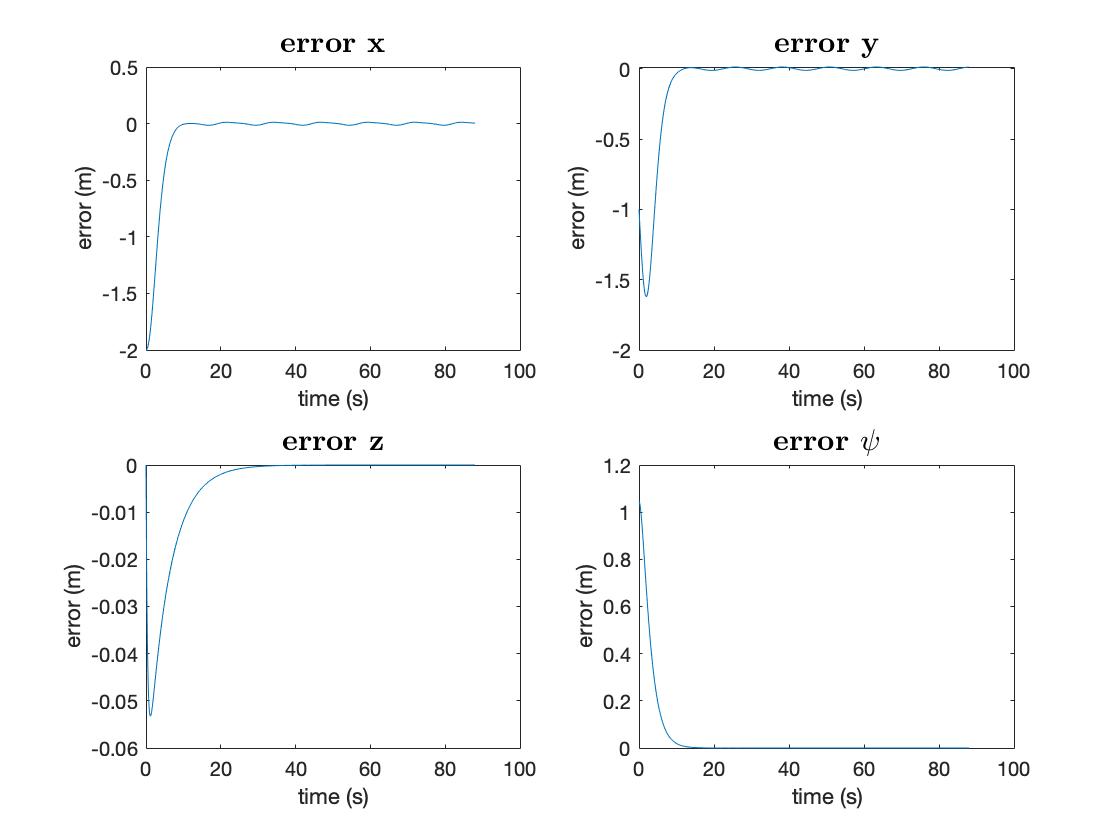 error x
0.5
0
-0.5
-1
-1.5
-2
error (m)
0 20 40 60 80 100
time (s)
error y
0
-0.5
-1
-1.5
-2
error (m)
0 20 40 60 80 100
time (s)
error z
0
-0.01
-0.02
-0.03
-0.04
-0.05
-0.06
error (m)
0 20 40 60 80 100
time (s)
error ψ
1.2
1
0.8
0.6
0.4
0.2
0
error (m)
0 20 40 60 80 100
time (s)